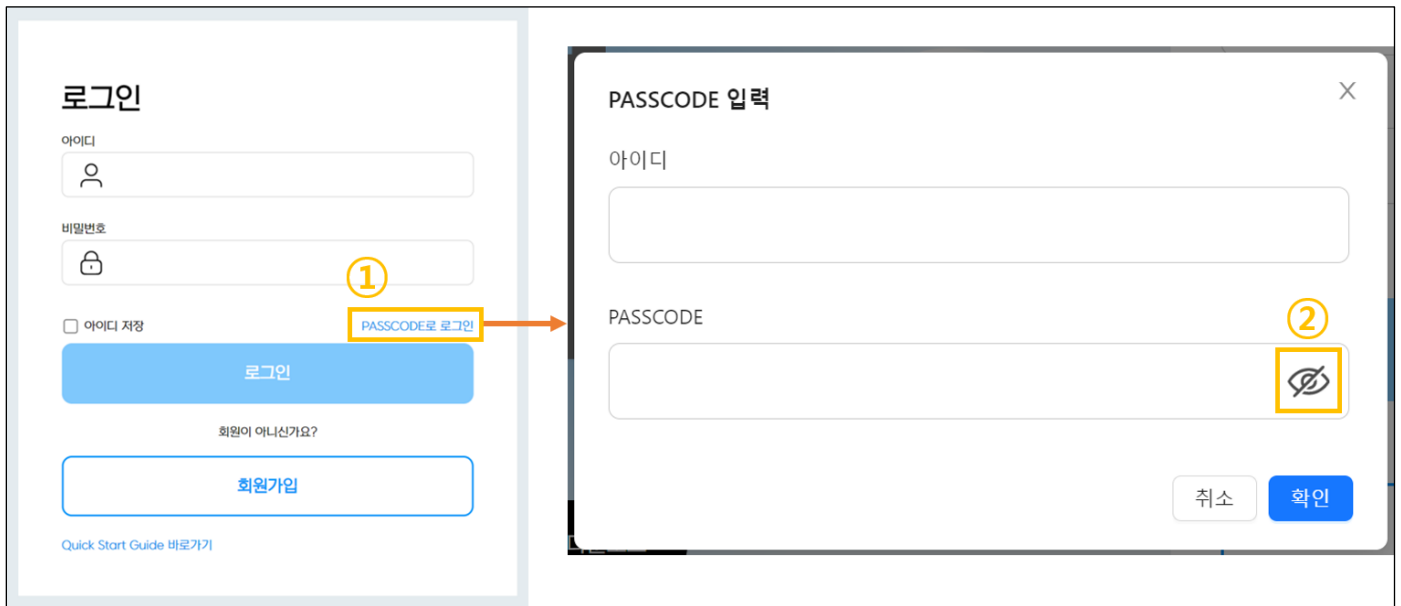 로그인
아이디
비밀번호
①
아이디 저장
PASSCODE로 로그인
로그인
회원이 아니신가요?
회원가입
Quick Start Guide 바로가기
PASSCODE 입력
X
아이디
PASSCODE
②
취소
확인